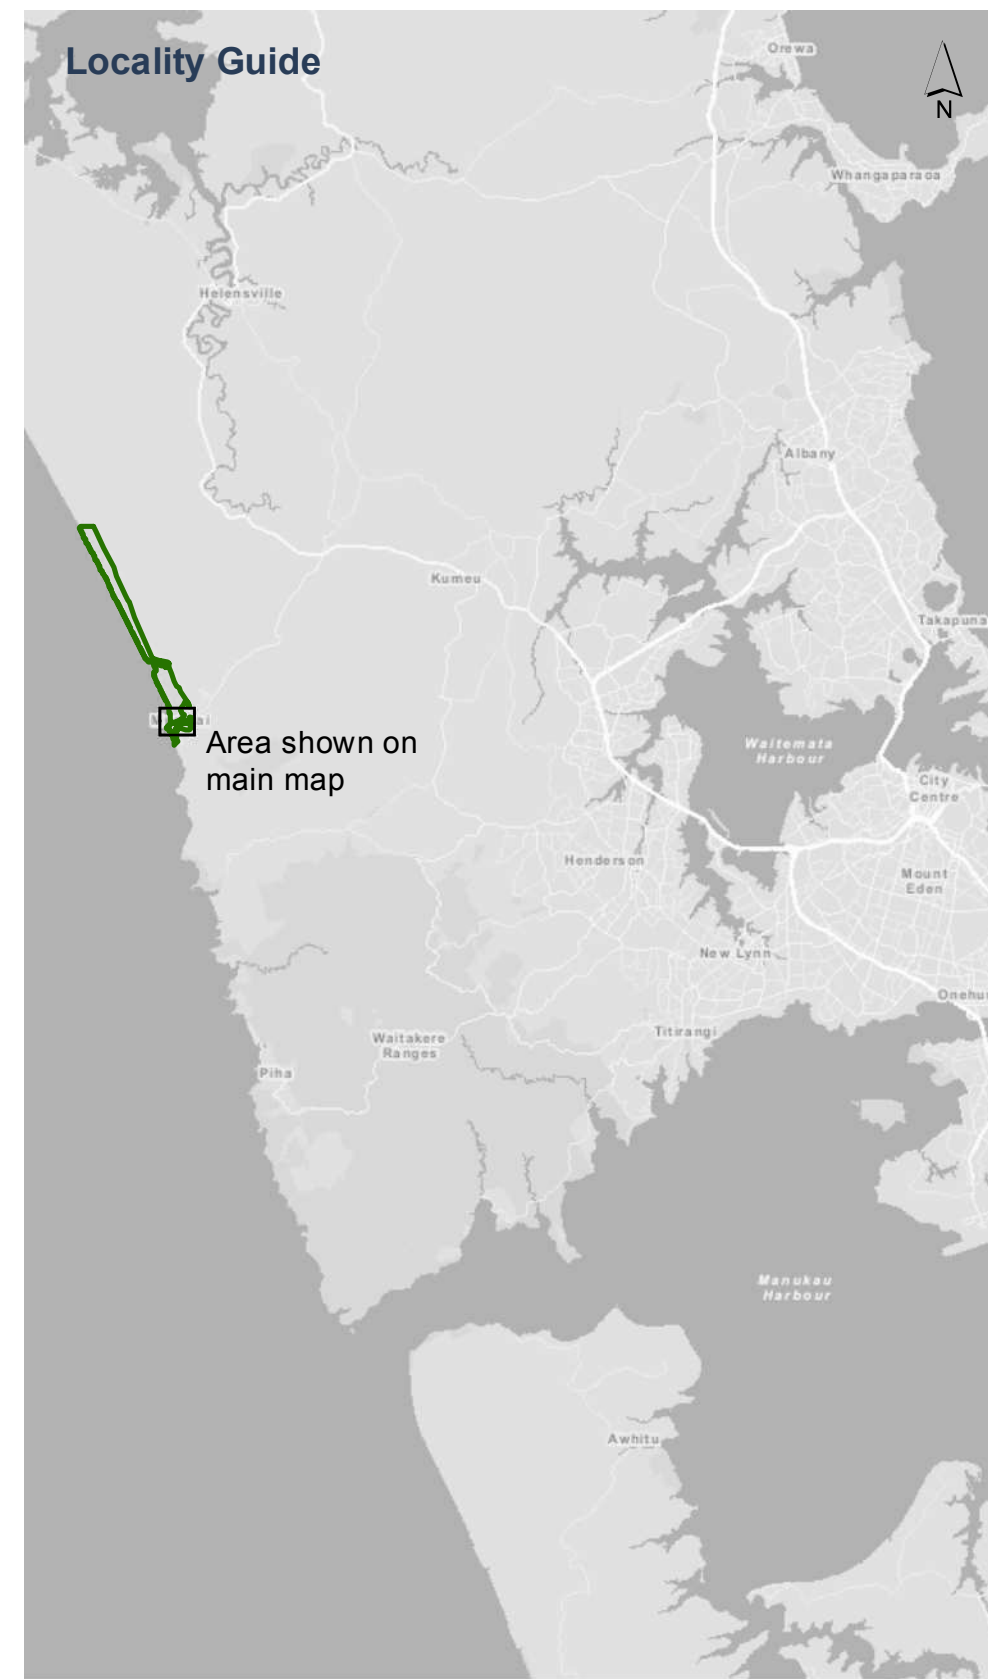 Locality Guide
Orewa
N
Whangaparaoa
Helensville
Albany
Kumeu
Takapuna
Area shown on
main map
Waitemata
Harbour
City
Centre
Henderson
Mount
Eden
New Lynn
Onehu
Titirangi
Waitakere
Ranges
Piha
Manukau
Harbour
Awhitu